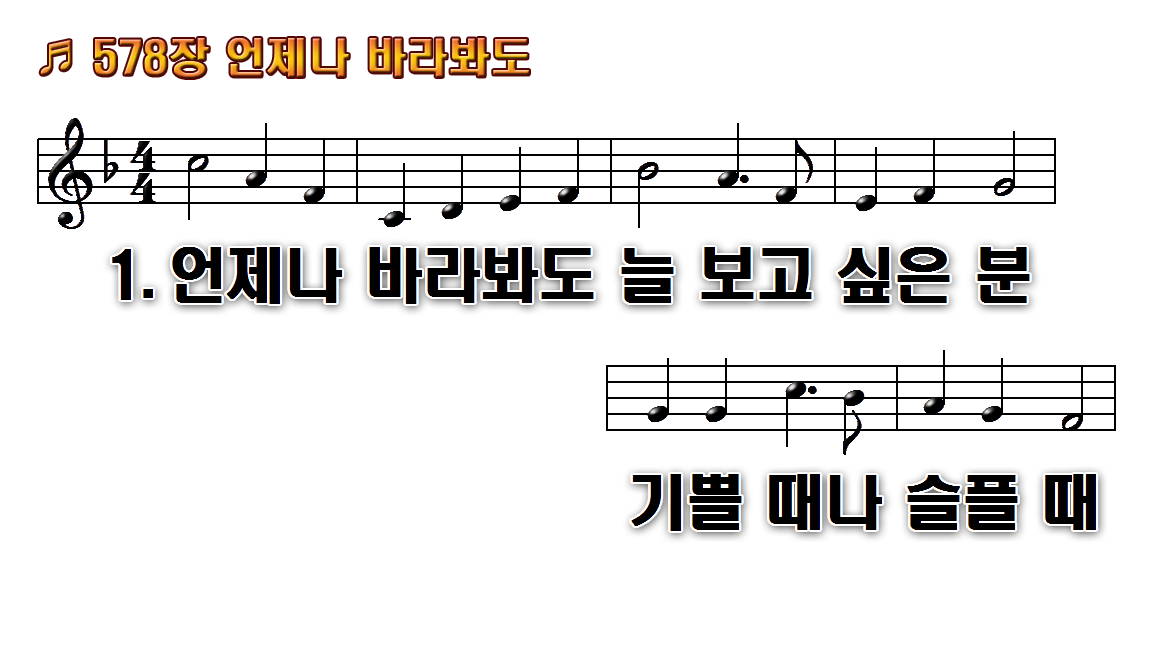 ♬ 578장 언제나 바라봐도
1. 언제나 바라봐도 늘 보고 싶은 분
기쁠 때나 슬플 때